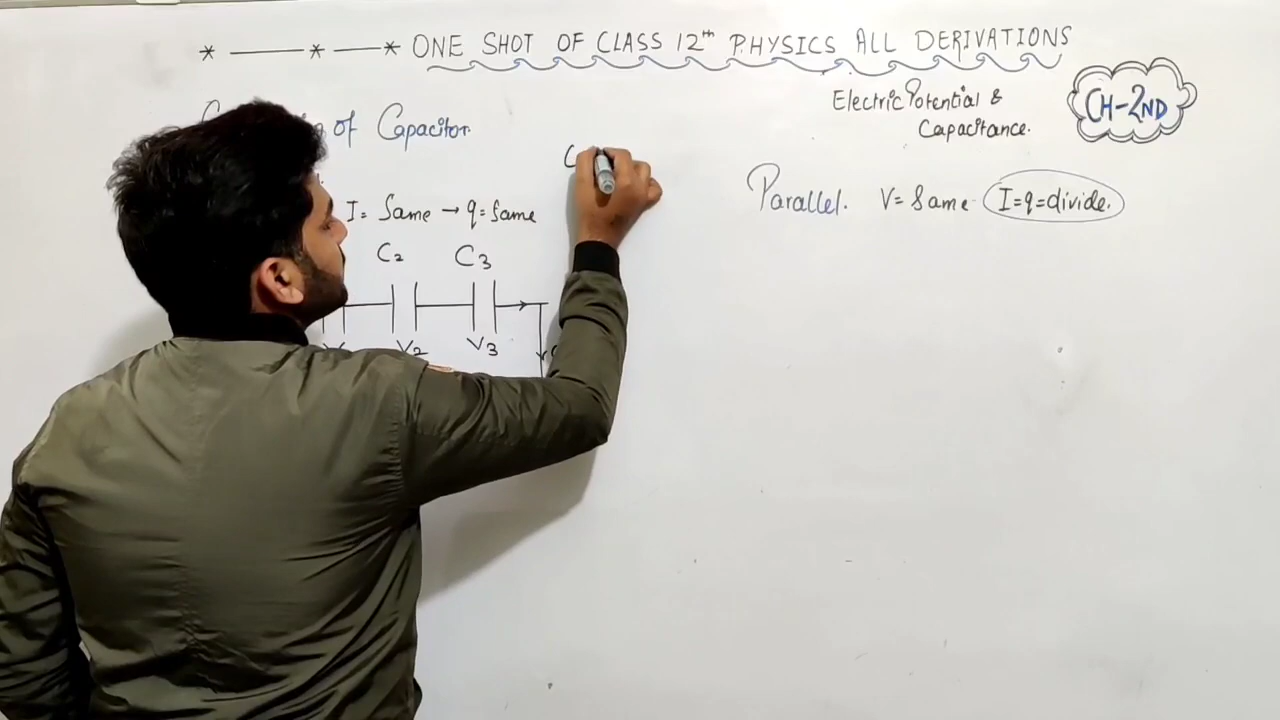 * — * — * ONE SHOT OF CLASS 12th PHYSICS ALL DERIVATIONS
Electric Potential &
Capacitance.
CH-2ND
of Capacitor
I = Same → q = Same
C2 C3
V2 V3
C
Parallel. V = Same I = q = divide.